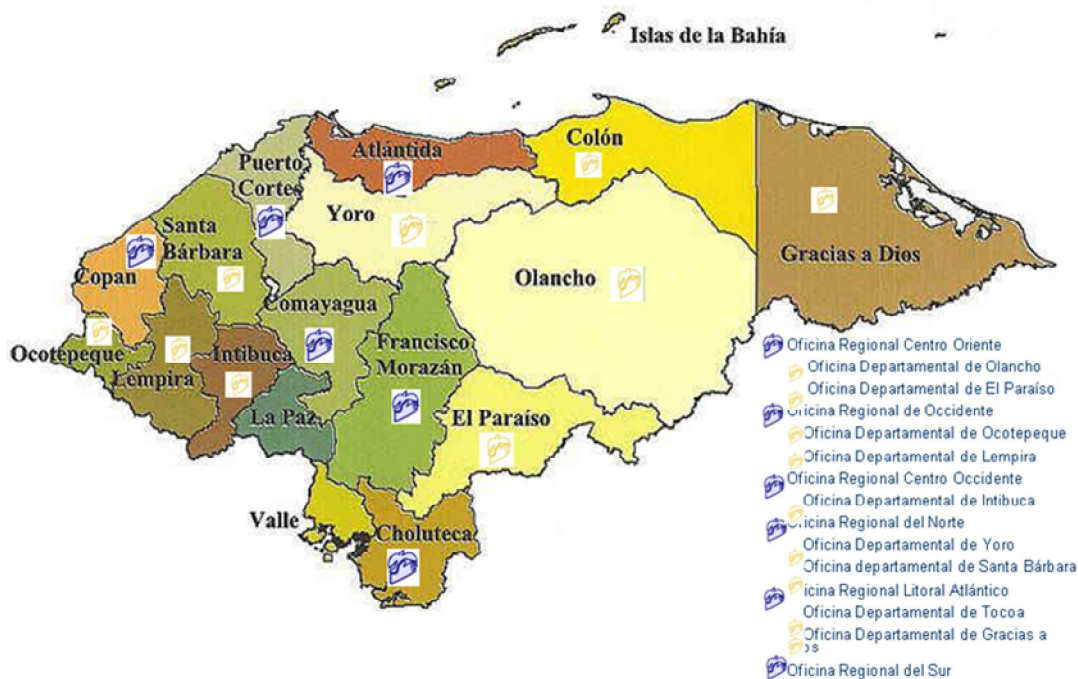 Islas de la Bahía
Colón
Atlántida
Puerto
Cortes
Yoro
Santa
Bárbara
Gracias a Dios
Copan
Olancho
Comayagua
Francisco
Morazán
Ocotepeque
Intibuca
Lempira
La Paz
El Paraíso
Valle
Choluteca
Oficina Regional Centro Oriente
Oficina Departamental de Olancho
Oficina Departamental de El Paraíso
Oficina Regional de Occidente
Oficina Departamental de Ocotepeque
Oficina Departamental de Lempira
Oficina Regional Centro Occidente
Oficina Departamental de Intibuca
Oficina Regional del Norte
Oficina Departamental de Yoro
Oficina departamental de Santa Bárbara
icina Regional Litoral Atlántico
Oficina Departamental de Tocoa
Oficina Departamental de Gracias a
os
Oficina Regional del Sur